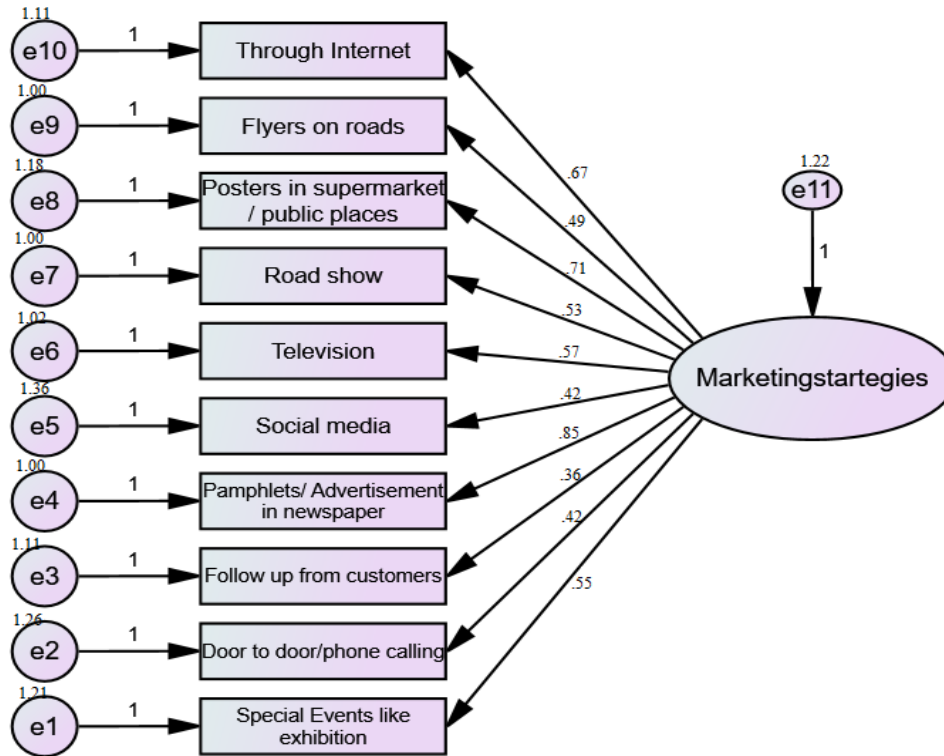 1.11
e10
1
Through Internet
1.00
e9
1
Flyers on roads
1.18
e8
1
Posters in supermarket
/ public places
1.00
e7
1
Road show
1.02
e6
1
Television
1.36
e5
1
Social media
1.00
e4
1
Pamphlets/ Advertisement
in newspaper
1.11
e3
1
Follow up from customers
1.26
e2
1
Door to door/phone calling
1.21
e1
1
Special Events like
exhibition
.67
.49
.71
.53
.57
.42
.85
.36
.42
.55
1.22
e11
1
Marketingstartegies